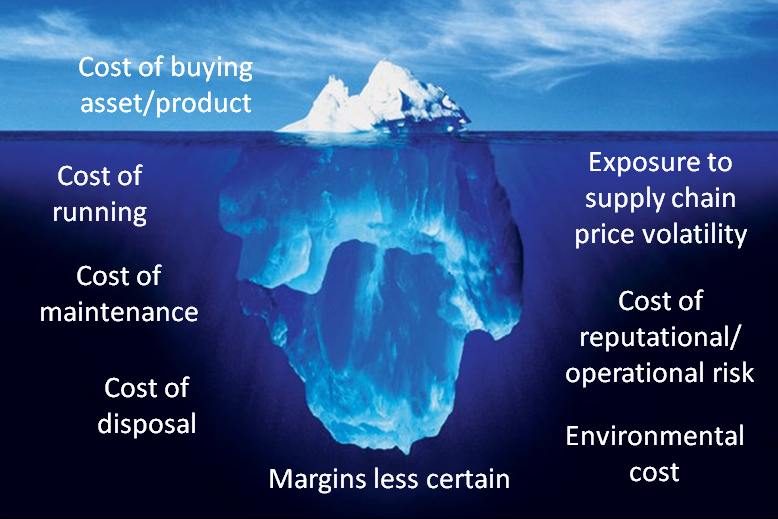 Cost of buying
asset/product
Cost of
running
Cost of
maintenance
Cost of
disposal
Exposure to
supply chain
price volatility
Cost of
reputational/
operational risk
Environmental
cost
Margins less certain